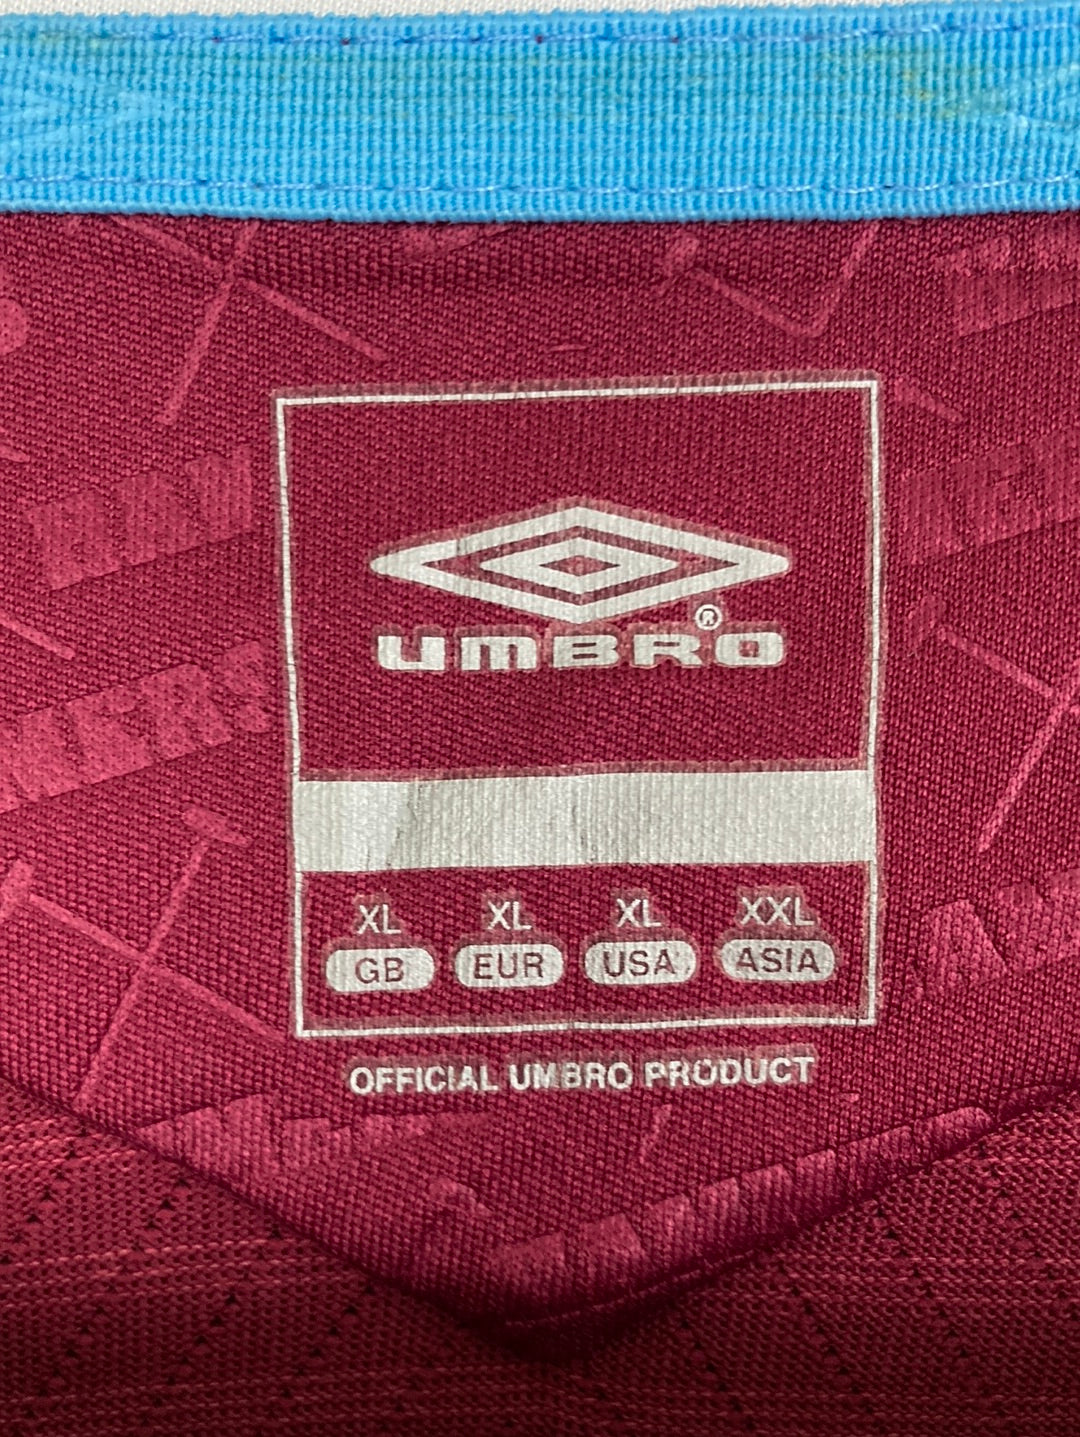 UMBRO®
XL XL XL XXL
GB EUR USA ASIA
OFFICIAL UMBRO PRODUCT